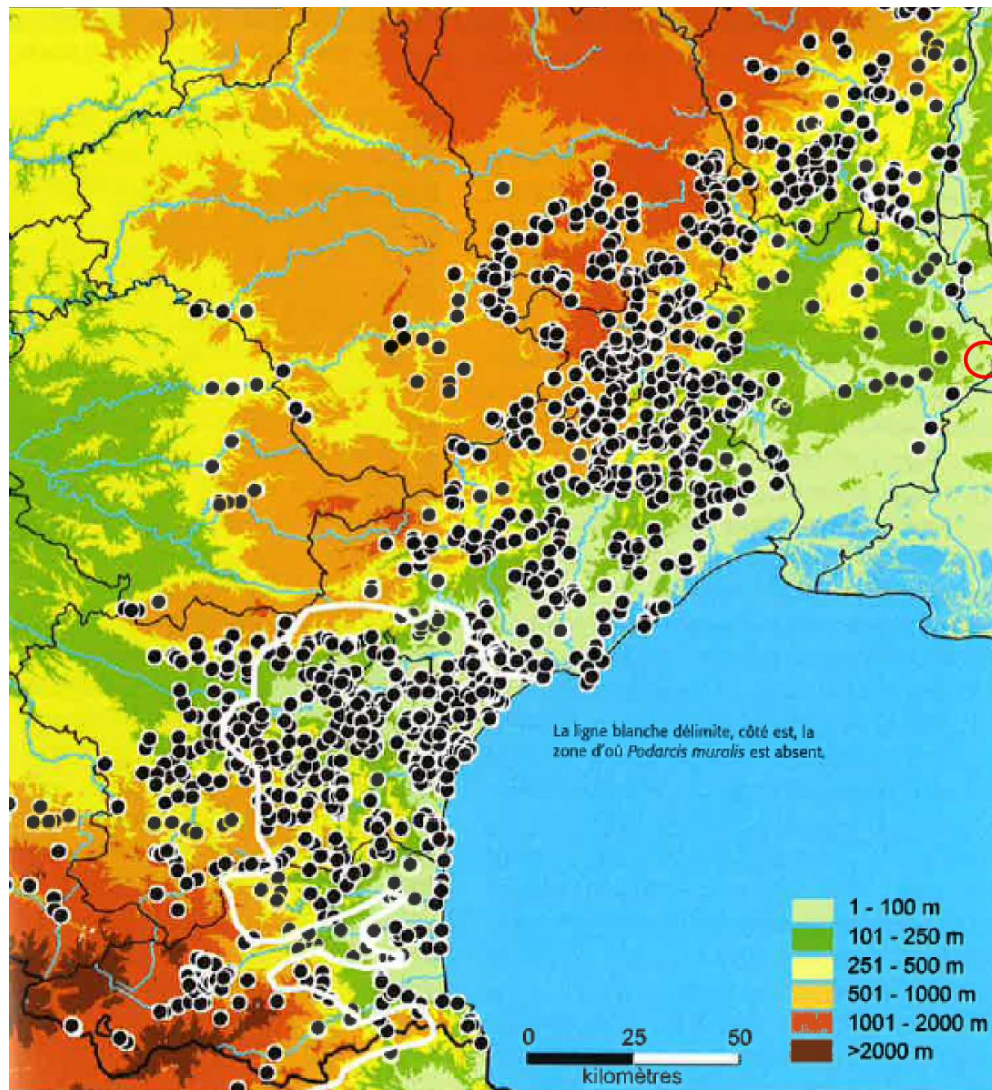 La ligne blanche délimite, côté est, la
zone d'où Podarcis muralis est absent.
1 - 100 m
101 - 250 m
251 - 500 m
501 - 1000 m
1001 - 2000 m
>2000 m
0 25 50
kilomètres